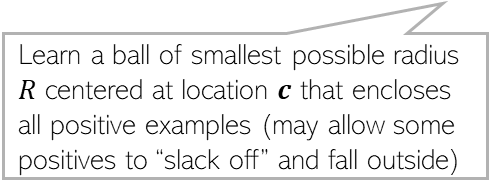 Learn a ball of smallest possible radius
R centered at location c that encloses
all positive examples (may allow some
positives to “slack off” and fall outside)